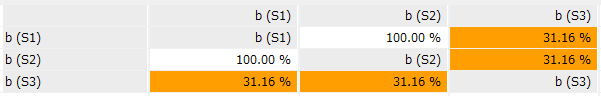 b (S1) b (S2) b (S3)
b (S1) b (S1) 100.00 % 31.16 %
b (S2) 100.00 % b (S2) 31.16 %
b (S3) 31.16 % 31.16 % b (S3)